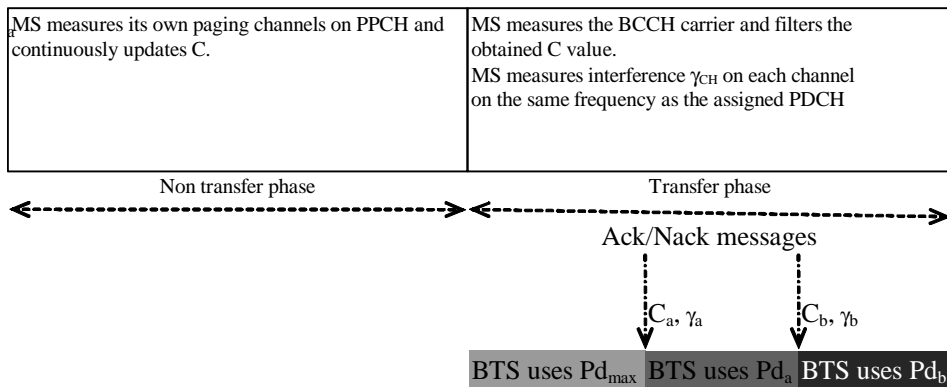 a
MS measures its own paging channels on PPCH and
continuously updates C.
MS measures the BCCH carrier and filters the
obtained C value.
MS measures interference γCH on each channel
on the same frequency as the assigned PDCH
Non transfer phase
Transfer phase
Ack/Nack messages
Ca, γa
Cb, γb
BTS uses Pdmax
BTS uses Pda
BTS uses Pdb